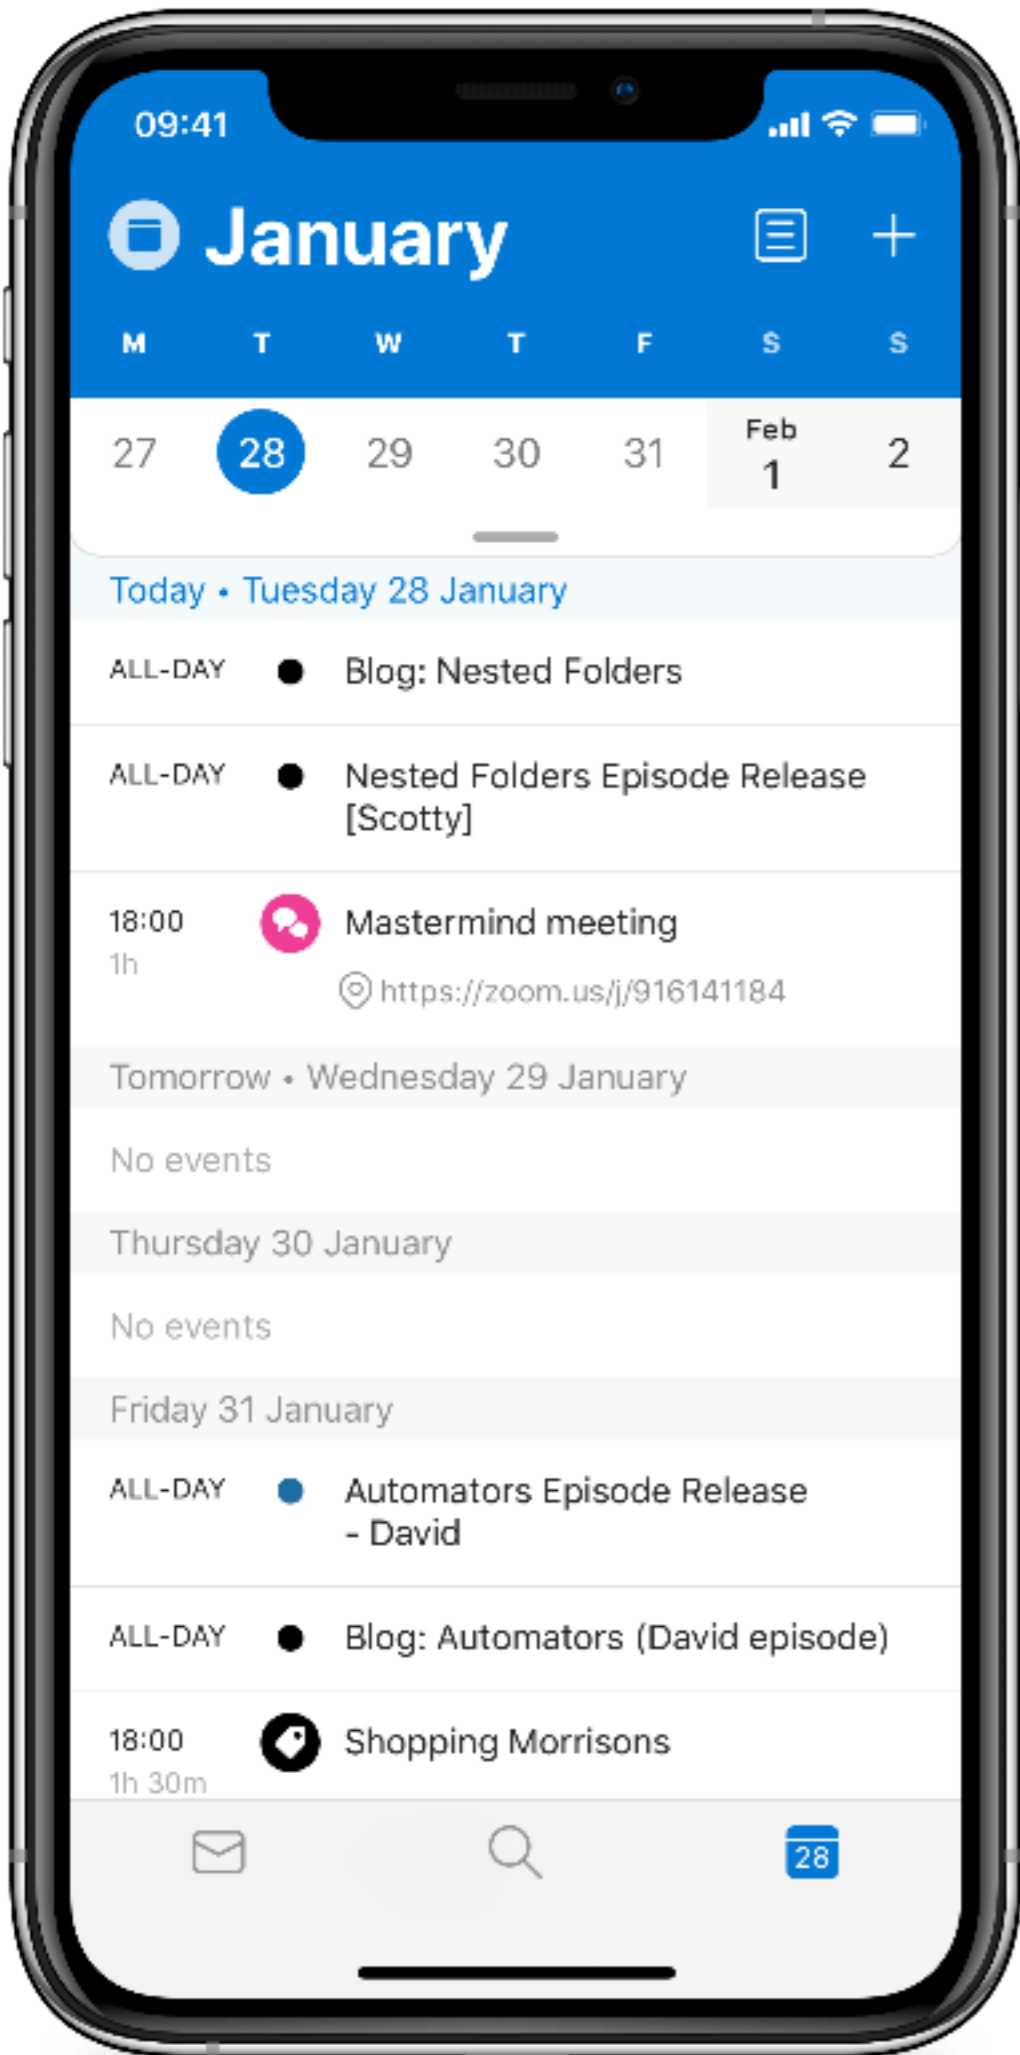 09:41
January
M T W T F S S
27 28 29 30 31 Feb 1 2
Today • Tuesday 28 January
ALL-DAY Blog: Nested Folders
ALL-DAY Nested Folders Episode Release
[Scotty]
18:00 Mastermind meeting
1h
https://zoom.us/j/916141184
Tomorrow • Wednesday 29 January
No events
Thursday 30 January
No events
Friday 31 January
ALL-DAY Automators Episode Release
- David
ALL-DAY Blog: Automators (David episode)
18:00 Shopping Morrisons
1h 30m
28